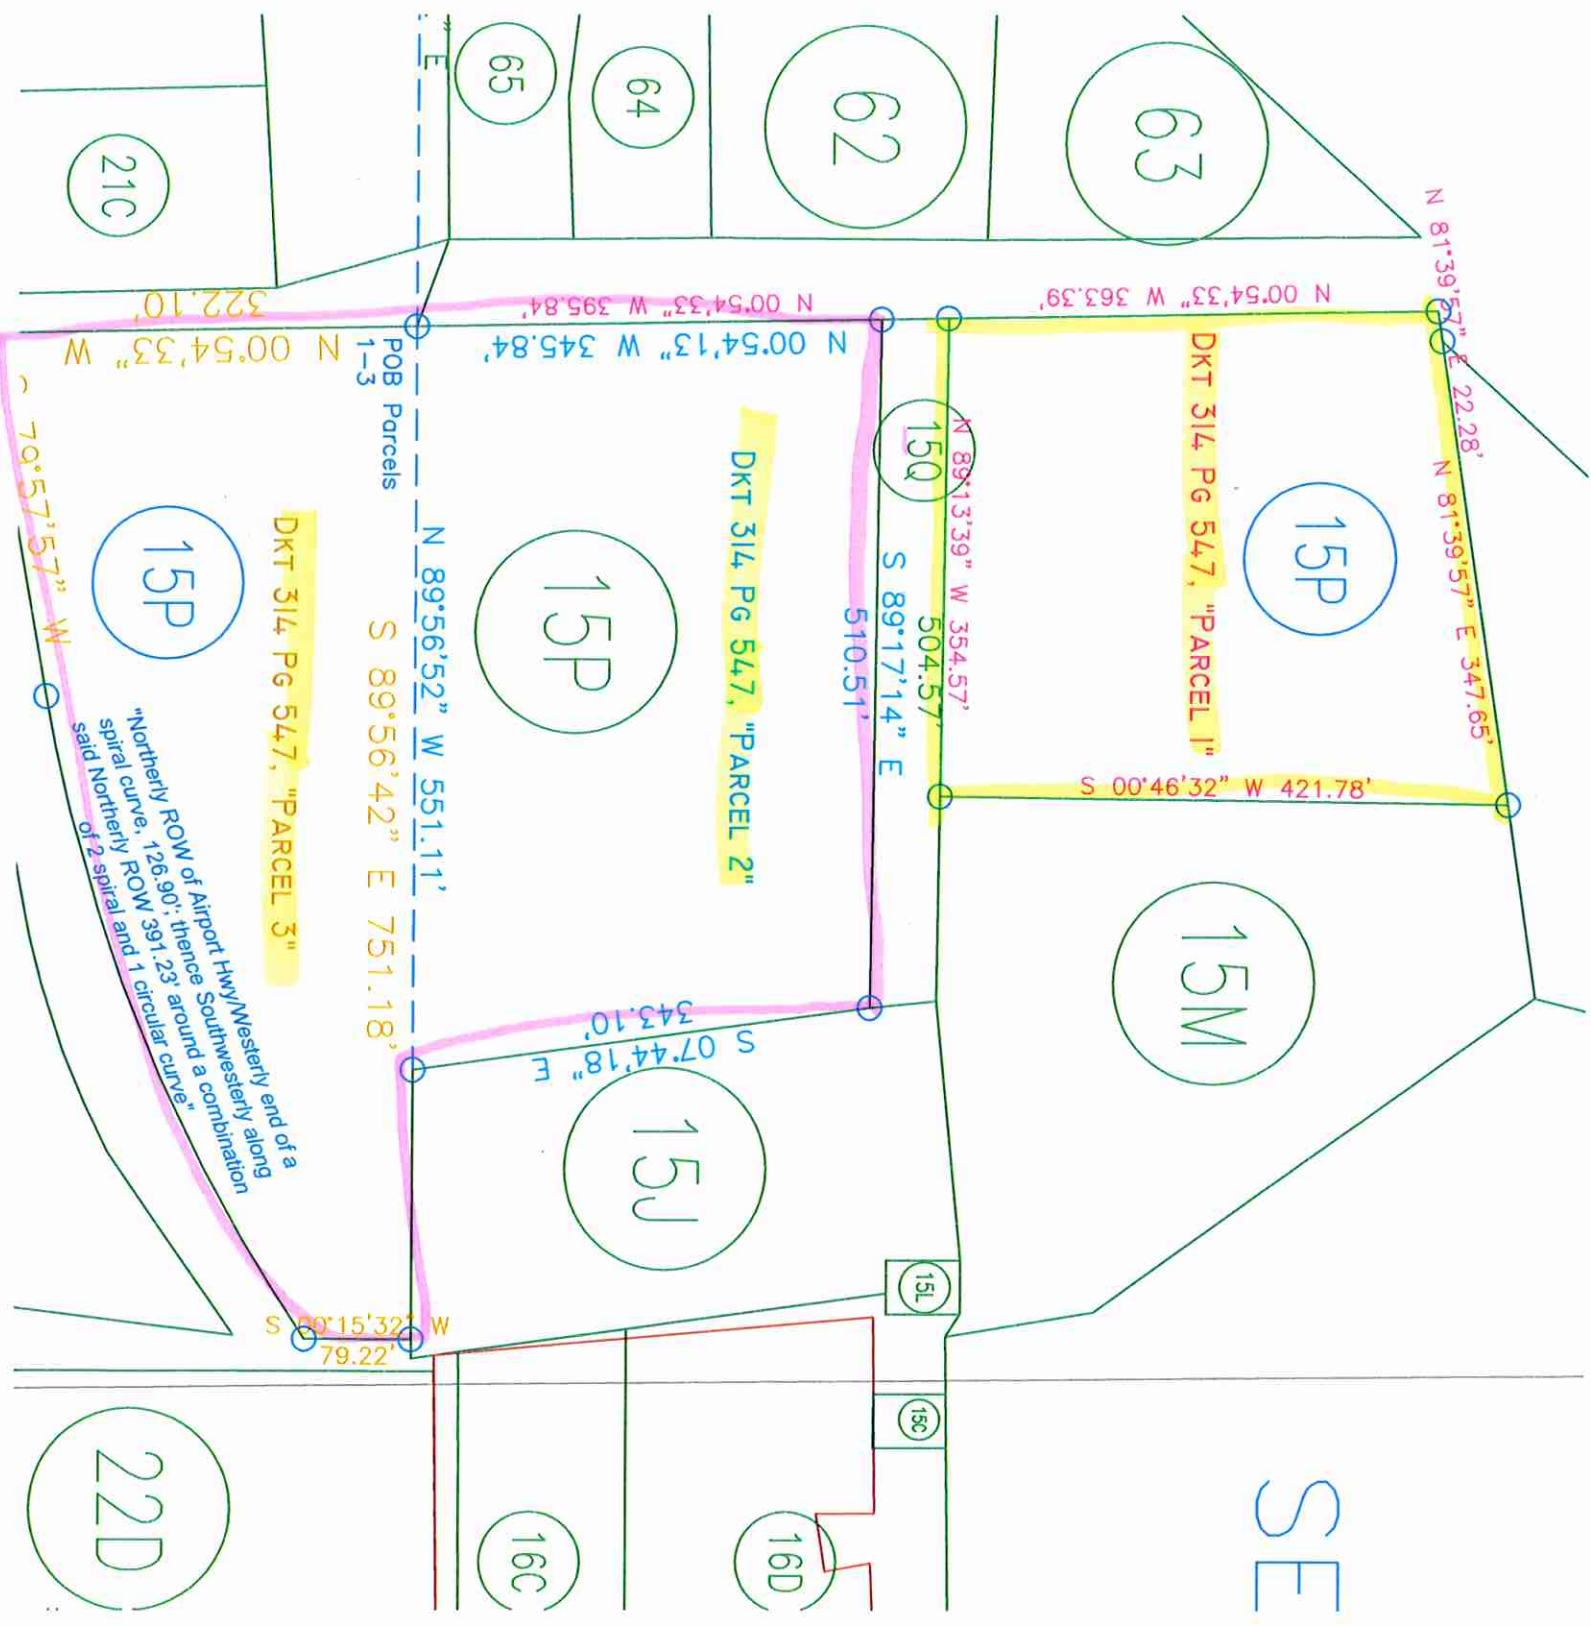 N 81°39'57" E 22.28'
N 81°39'57" E 347.65'
63
62
64
65
" E
21C
N 00°54'33" W 363.39'
N 00°54'33" W 395.84'
N 00°54'13" W 345.84'
N 00°54'33" W
322.10'
POB Parcels
1-3
DKT 314 PG 547, "PARCEL 1"
15P
S 00°46'32" W 421.78'
N 89°13'39" W 354.57'
504.57'
15Q
S 89°17'14" E
510.51'
DKT 314 PG 547, "PARCEL 2"
15P
N 89°56'52" W 551.11'
S 89°56'42" E 751.18'
DKT 314 PG 547, "PARCEL 3"
15P
79°57'57" W
"Northerly ROW of Airport Hwy/Westerly end of a
spiral curve, 126.90'; thence Southwesterly along
said Northerly ROW 391.23' around a combination
of 2 spiral and 1 circular curve"
S 07°44'18" E
343.10'
15M
15J
15L
15C
S 00°15'32" W
79.22'
22D
16C
16D
SE